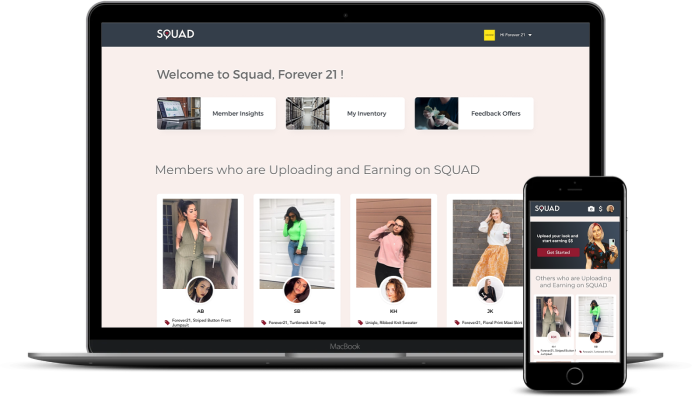 SQUAD
Hi Forever 21
Welcome to Squad, Forever 21 !
Member Insights
My Inventory
Feedback Offers
Members who are Uploading and Earning on SQUAD
AB
Forever21, Striped Button Front
Jumpsuit
SB
Forever21, Turtleneck Knit Top
KH
Uniqlo, Ribbed Knit Sweater
JK
Forever21, Floral Print Maxi Skirt
MacBook
SQUAD
$
Upload your look and
start earning $$
Get Started
Others who are Uploading
and Earning on SQUAD
Forever21, Striped Button Front
Jumpsuit
Forever21, Turtleneck Knit Top